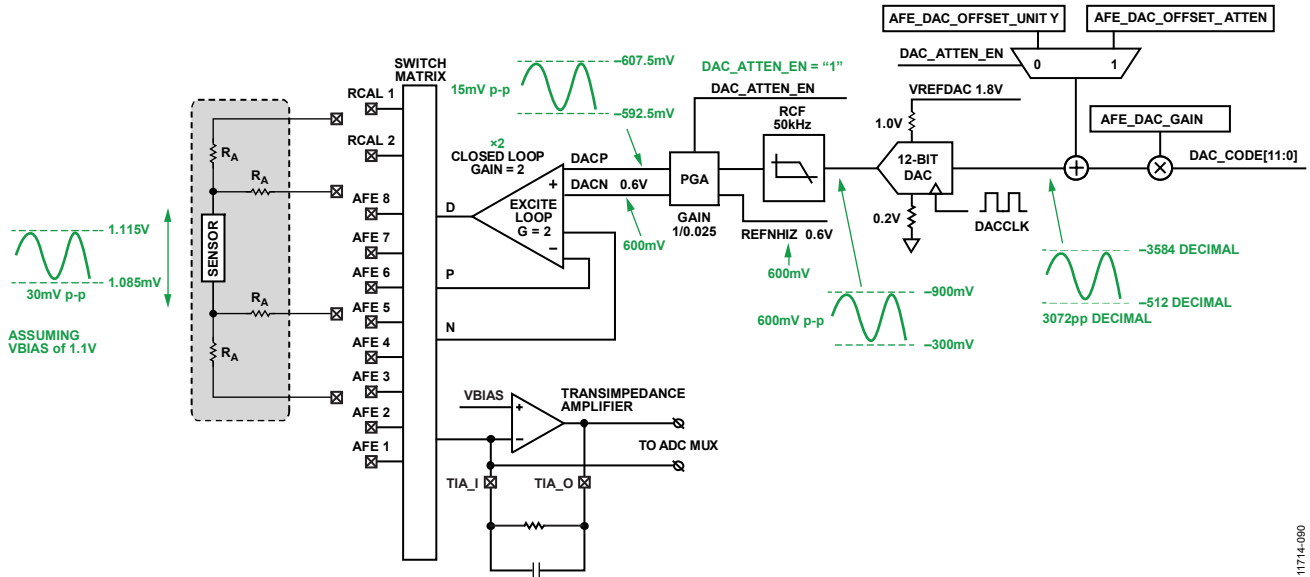 AFE_DAC_OFFSET_UNIT Y
AFE_DAC_OFFSET_ATTEN
DAC_ATTEN_EN
0
1
SWITCH
MATRIX
–607.5mV
15mV p-p
–592.5mV
DAC_ATTEN_EN = “1”
DAC_ATTEN_EN
VREFDAC 1.8V
1.0V
AFE_DAC_GAIN
RCAL 1
RCAL 2
×2
CLOSED LOOP
GAIN = 2
DACP
DACN
0.6V
PGA
GAIN
1/0.025
RCF
50kHz
12-BIT
DAC
DAC_CODE[11:0]
+
×
RA
RA
SENSOR
RA
RA
AFE 8
AFE 7
AFE 6
AFE 5
AFE 4
AFE 3
AFE 2
AFE 1
D
P
N
+
EXCITE
LOOP
G = 2
–
600mV
REFNHIZ 0.6V
600mV
0.2V
DACCLK
1.115V
1.085mV
30mV p-p
ASSUMING
VBIAS of 1.1V
–900mV
600mV p-p
–300mV
–3584 DECIMAL
–512 DECIMAL
3072pp DECIMAL
VBIAS
+
–
TRANSIMPEDANCE
AMPLIFIER
TO ADC MUX
TIA_I
TIA_O
11714-090